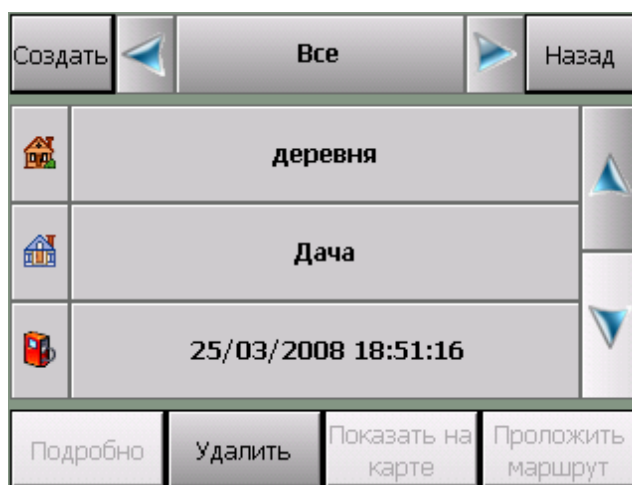 Создать Все Назад
деревня
Дача
25/03/2008 18:51:16
Подробно Удалить Показать на карте Проложить маршрут